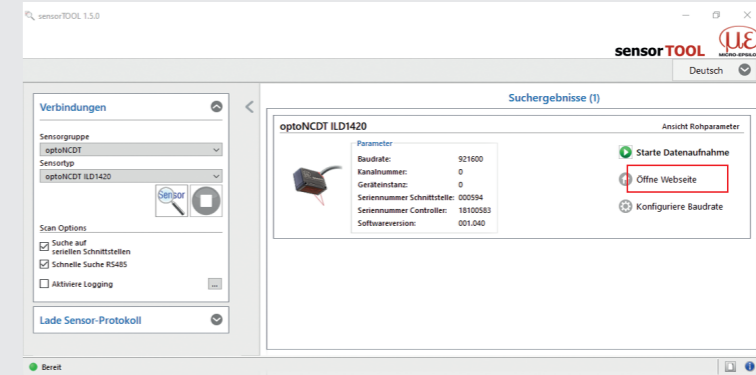 sensorTOOL 1.5.0
sensorTOOL
με
MICRO-EPSILON
Deutsch
Verbindungen
Sensorgruppe
optoNCDT
Sensortyp
optoNCDT ILD1420
Sensor
Scan Options
Suche auf
seriellen Schnittstellen
Schnelle Suche RS485
Aktiviere Logging
...
Lade Sensor-Protokoll
Suchergebnisse (1)
optoNCDT ILD1420
Ansicht Rohparameter
Parameter
Baudrate: 921600
Kanalnummer: 0
Geräteinstanz: 0
Seriennummer Schnittstelle: 000594
Seriennummer Controller: 18100583
Softwareversion: 001.040
Starte Datenaufnahme
Öffne Webseite
Konfiguriere Baudrate
Bereit